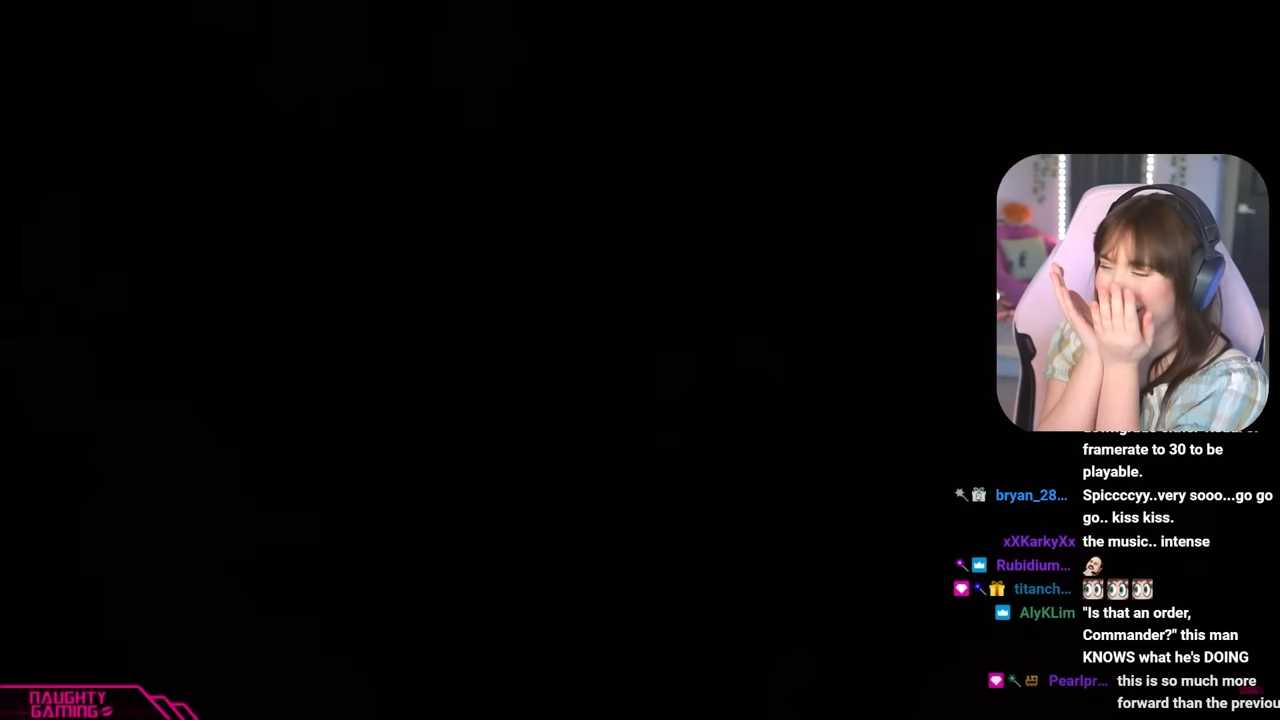 framerate to 30 to be
playable.
bryan_28... Spiccccyy..very sooo...go go
go.. kiss kiss.
xXKarkyXx the music.. intense
Rubidium...
titanch...
AlyKLim "Is that an order,
Commander?" this man
KNOWS what he's DOING
Pearlpr... this is so much more
forward than the previou
NAUGHTY
GAMING